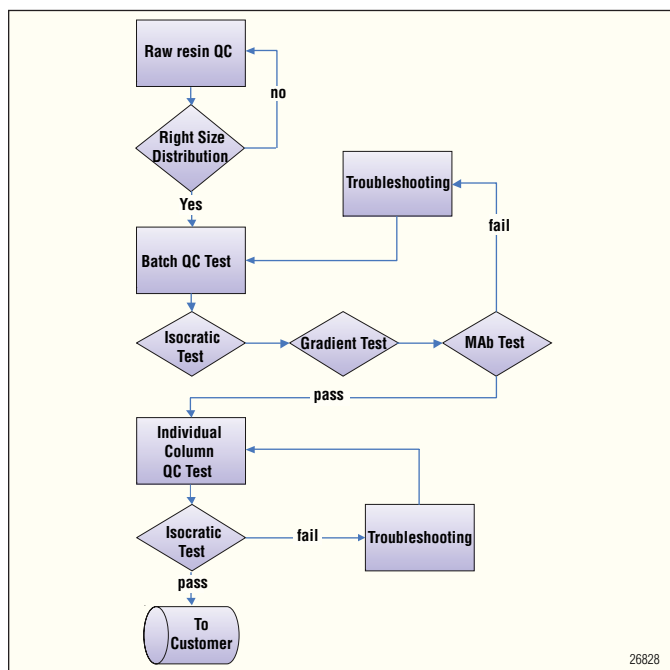 Raw resin QC
no
Right Size
Distribution
Troubleshooting
Yes
fail
Batch QC Test
Isocratic
Test
Gradient Test
MAb Test
pass
Individual
Column
QC Test
Isocratic
Test
fail
Troubleshooting
pass
To
Customer
26828